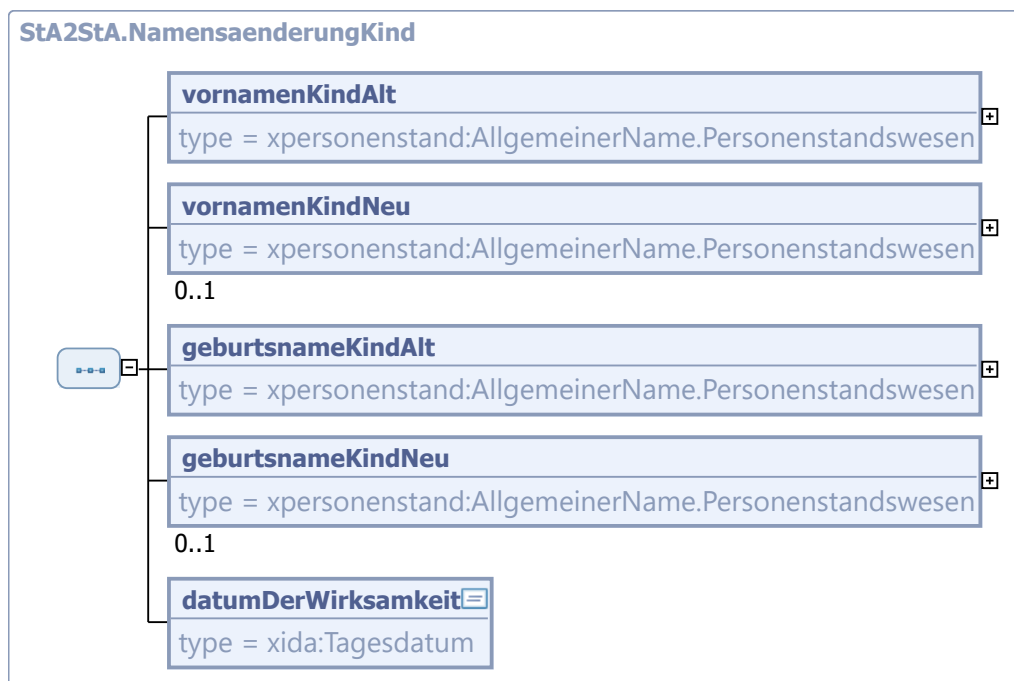 StA2StA.NamensaenderungKind
vornamenKindAlt
type = xpersonenstand:AllgemeinerName.Personenstandswesen
vornamenKindNeu
type = xpersonenstand:AllgemeinerName.Personenstandswesen
0..1
geburtsnameKindAlt
type = xpersonenstand:AllgemeinerName.Personenstandswesen
geburtsnameKindNeu
type = xpersonenstand:AllgemeinerName.Personenstandswesen
0..1
datumDerWirksamkeit
type = xida:Tagesdatum